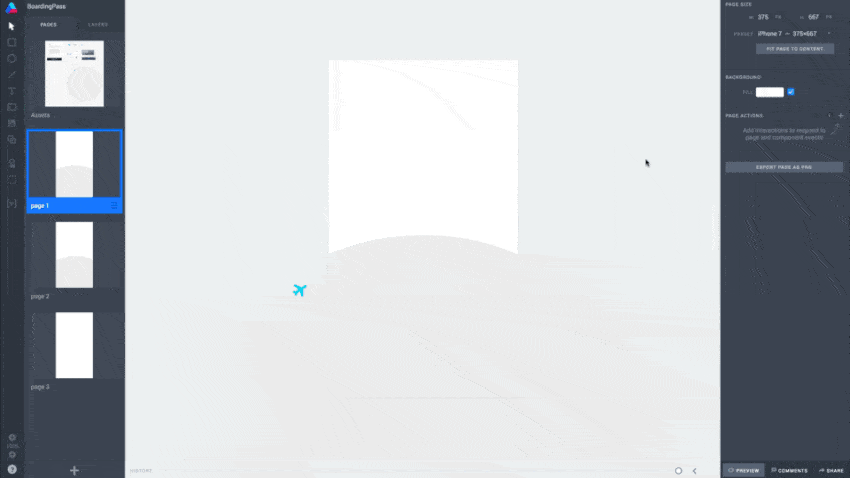 BoardingPass
PAGES LAYERS
Assets
page 1
page 2
page 3
HISTORY
PAGE SIZE
375 667
PRESET iPhone 7 – 375×667
FIT PAGE TO CONTENT
BACKGROUND
FILL
PAGE ACTIONS
Add interactions to respond to
page and component events
EXPORT PAGE AS PNG
PREVIEW COMMENTS SHARE